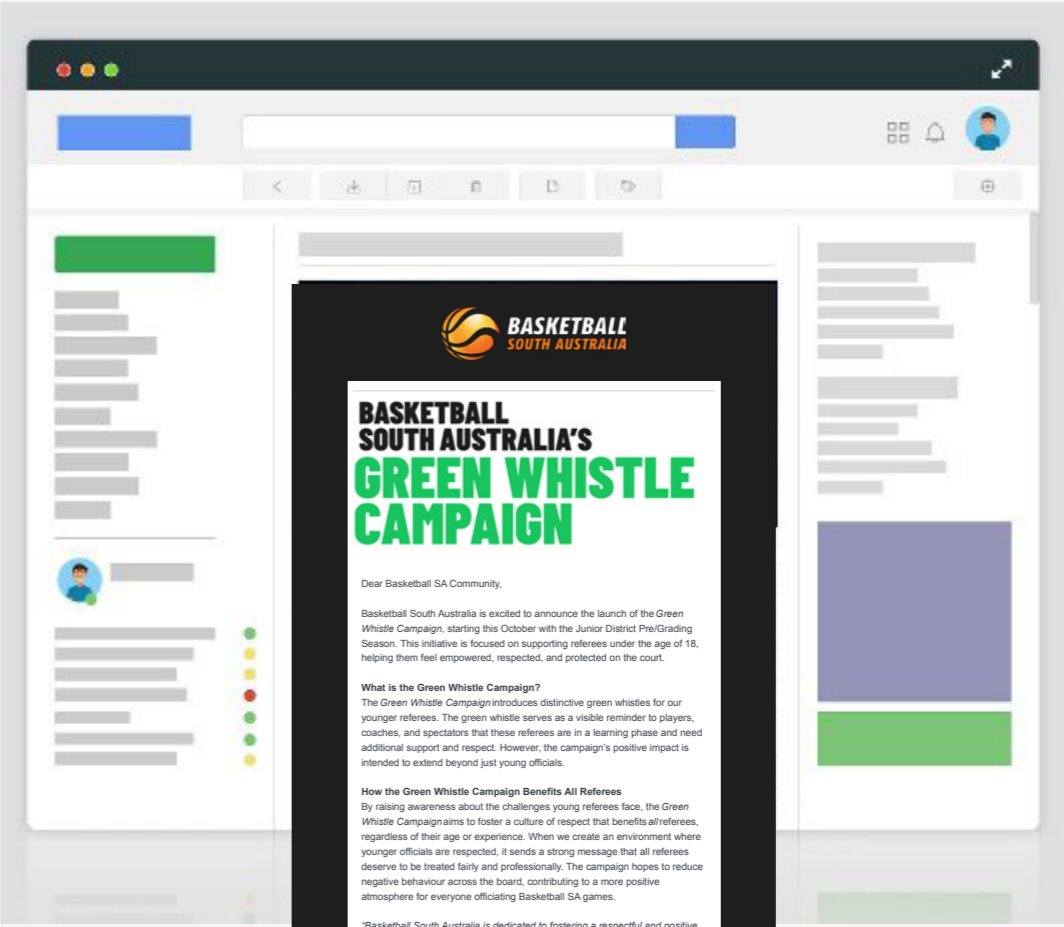 BASKETBALL
SOUTH AUSTRALIA
BASKETBALL
SOUTH AUSTRALIA'S
GREEN WHISTLE
CAMPAIGN
Dear Basketball SA Community,
Basketball South Australia is excited to announce the launch of the Green
Whistle Campaign, starting this October with the Junior District Pre/Grading
Season. This initiative is focused on supporting referees under the age of 18,
helping them feel empowered, respected, and protected on the court.
What is the Green Whistle Campaign?
The Green Whistle Campaign introduces distinctive green whistles for our
younger referees. The green whistle serves as a visible reminder to players,
coaches, and spectators that these referees are in a learning phase and need
additional support and respect. However, the campaign's positive impact is
intended to extend beyond just young officials.
How the Green Whistle Campaign Benefits All Referees
By raising awareness about the challenges young referees face, the Green
Whistle Campaign aims to foster a culture of respect that benefits all referees,
regardless of their age or experience. When we create an environment where
younger officials are respected, it sends a strong message that all referees
deserve to be treated fairly and professionally. The campaign hopes to reduce
negative behaviour across the board, contributing to a more positive
atmosphere for everyone officiating Basketball SA games.
"Basketball South Australia is dedicated to fostering a respectful and positive